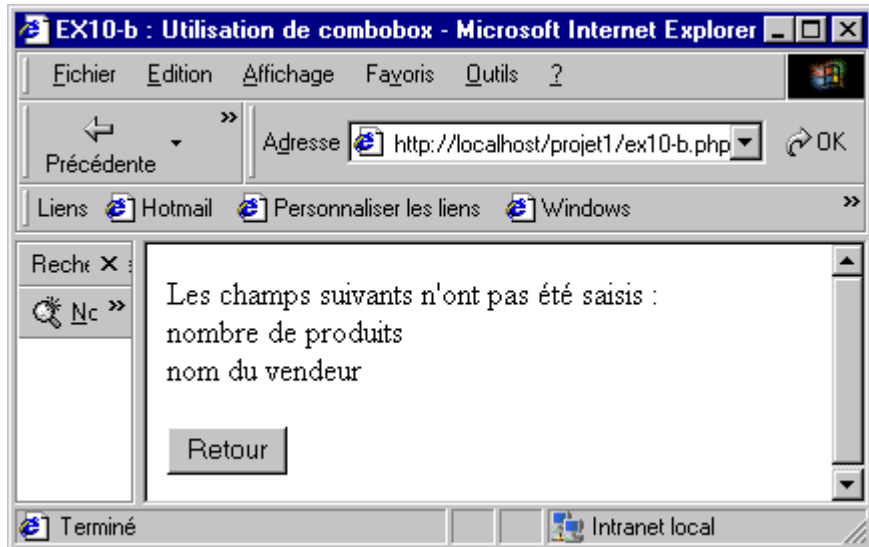 EX10-b : Utilisation de combobox - Microsoft Internet Explorer
Fichier Edition Affichage Favoris Outils ?
Précédente » Adresse http://localhost/projet1/ex10-b.php OK
Liens Hotmail Personnaliser les liens Windows »
Reche
Nc »
Les champs suivants n'ont pas été saisis :
nombre de produits
nom du vendeur
Retour
Terminé Intranet local